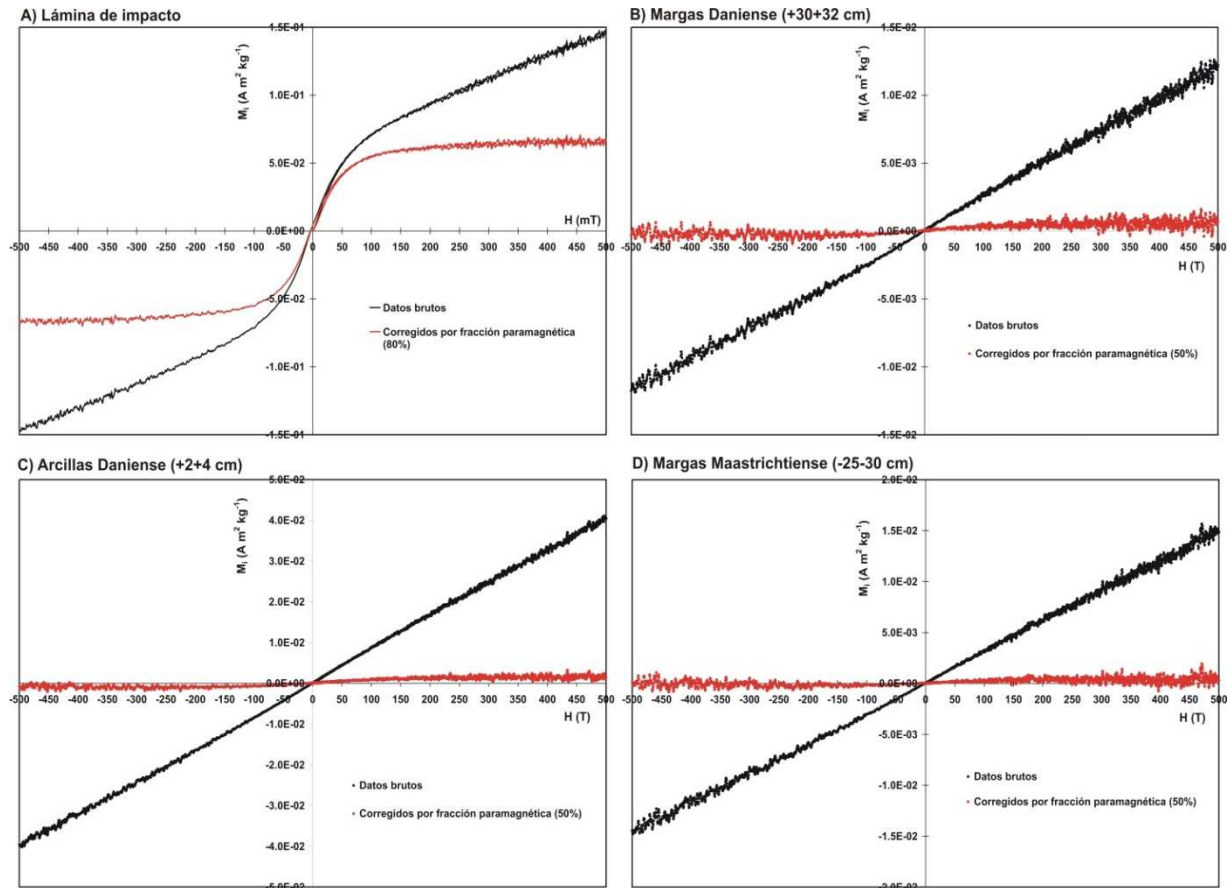 A) Lámina de impacto
1.5E-01
Mᵢ (A m² kg⁻¹)
1.0E-01
5.0E-02
H (mT)
0.0E+00
-500 -450 -400 -350 -300 -250 -200 -150 -100 -50 0 50 100 150 200 250 300 350 400 450 500
-5.0E-02
Datos brutos
Corregidos por fracción paramagnética
(80%)
-1.0E-01
-1.5E-01
B) Margas Daniense (+30+32 cm)
1.5E-02
Mᵢ (A m² kg⁻¹)
1.0E-02
5.0E-03
0.0E+00
-500 -450 -400 -350 -300 -250 -200 -150 -100 -50 0 50 100 150 200 250 300 350 400 450 500
H (T)
-5.0E-03
Datos brutos
Corregidos por fracción paramagnética (50%)
-1.0E-02
-1.5E-02
C) Arcillas Daniense (+2+4 cm)
5.0E-02
Mᵢ (A m² kg⁻¹)
4.0E-02
3.0E-02
2.0E-02
1.0E-02
0.0E+00
-500 -450 -400 -350 -300 -250 -200 -150 -100 -50 0 50 100 150 200 250 300 350 400 450 500
H (T)
-1.0E-02
-2.0E-02
Datos brutos
-3.0E-02
Corregidos por fracción paramagnética (50%)
-4.0E-02
-5.0E-02
D) Margas Maastrichtiense (-25-30 cm)
2.0E-02
Mᵢ (A m² kg⁻¹)
1.5E-02
1.0E-02
5.0E-03
0.0E+00
-500 -450 -400 -350 -300 -250 -200 -150 -100 -50 0 50 100 150 200 250 300 350 400 450 500
H (T)
-5.0E-03
Datos brutos
-1.0E-02
Corregidos por fracción paramagnética (50%)
-1.5E-02
-2.0E-02